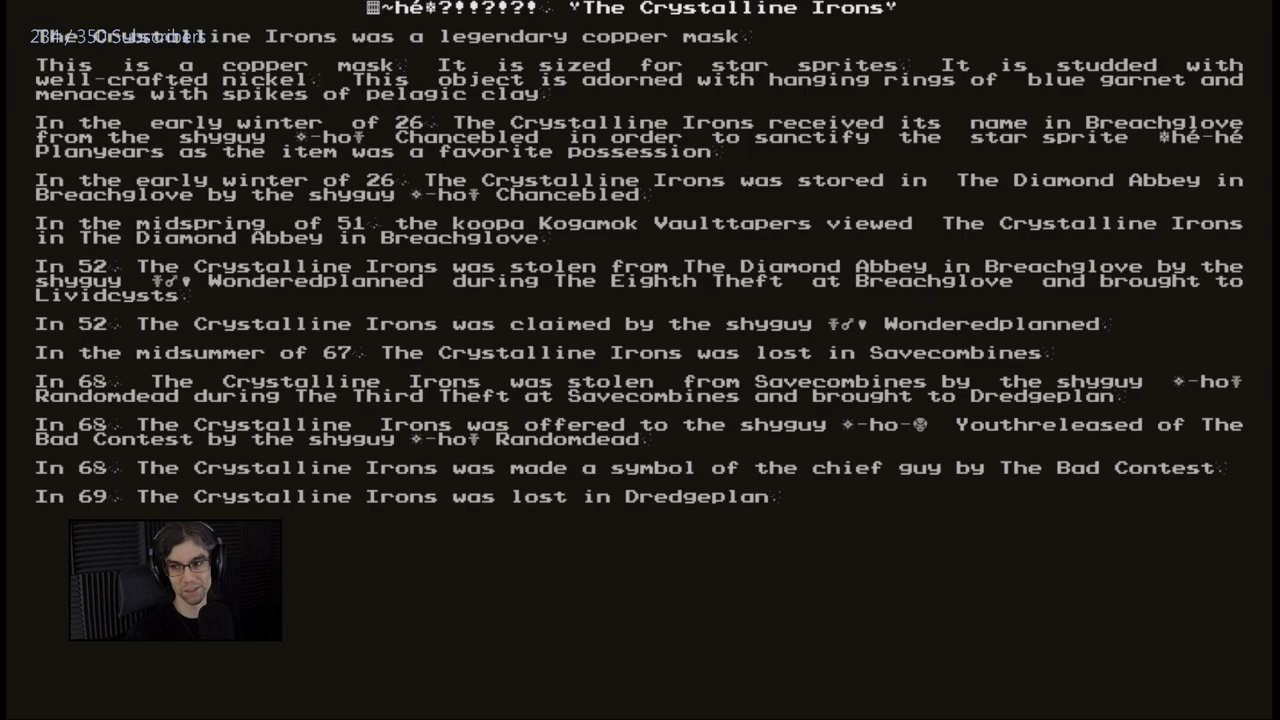 ▥~hé☼?!!?!?!. "The Crystalline Irons"
284 / 350 Subscribers
The Crystalline Irons was a legendary copper mask.
This is a copper mask. It is sized for star sprites. It is studded with
well-crafted nickel. This object is adorned with hanging rings of blue garnet and
menaces with spikes of pelagic clay.
In the early winter of 26. The Crystalline Irons received its name in Breachglove
from the shyguy ☼-ho‡ Chancebled in order to sanctify the star sprite ☼hé-hé
Planyears as the item was a favorite possession.
In the early winter of 26. The Crystalline Irons was stored in The Diamond Abbey in
Breachglove by the shyguy ☼-ho‡ Chancebled.
In the midspring of 51. the koopa Kogamok Vaulttapers viewed The Crystalline Irons
in The Diamond Abbey in Breachglove.
In 52. The Crystalline Irons was stolen from The Diamond Abbey in Breachglove by the
shyguy ‡♂♥ Wonderedplanned during The Eighth Theft at Breachglove and brought to
Lividcysts.
In 52. The Crystalline Irons was claimed by the shyguy ‡♂♥ Wonderedplanned.
In the midsummer of 67. The Crystalline Irons was lost in Savecombines.
In 68. The Crystalline Irons was stolen from Savecombines by the shyguy ☼-ho‡
Randomdead during The Third Theft at Savecombines and brought to Dredgeplan.
In 68. The Crystalline Irons was offered to the shyguy ☼-ho-☻ Youthreleased of The
Bad Contest by the shyguy ☼-ho‡ Randomdead.
In 68. The Crystalline Irons was made a symbol of the chief guy by The Bad Contest.
In 69. The Crystalline Irons was lost in Dredgeplan.